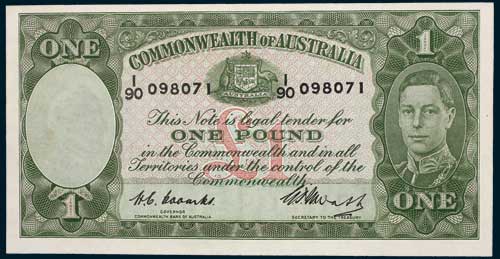 ONE
COMMONWEALTH OF AUSTRALIA
1
AUSTRALIA
I
90 098071
I
90 098071
This Note is legal tender for
ONE POUND
in the Commonwealth and in all
Territories under the control of the
Commonwealth.
£1
GOVERNOR
COMMONWEALTH BANK OF AUSTRALIA
SECRETARY TO THE TREASURY
1
ONE